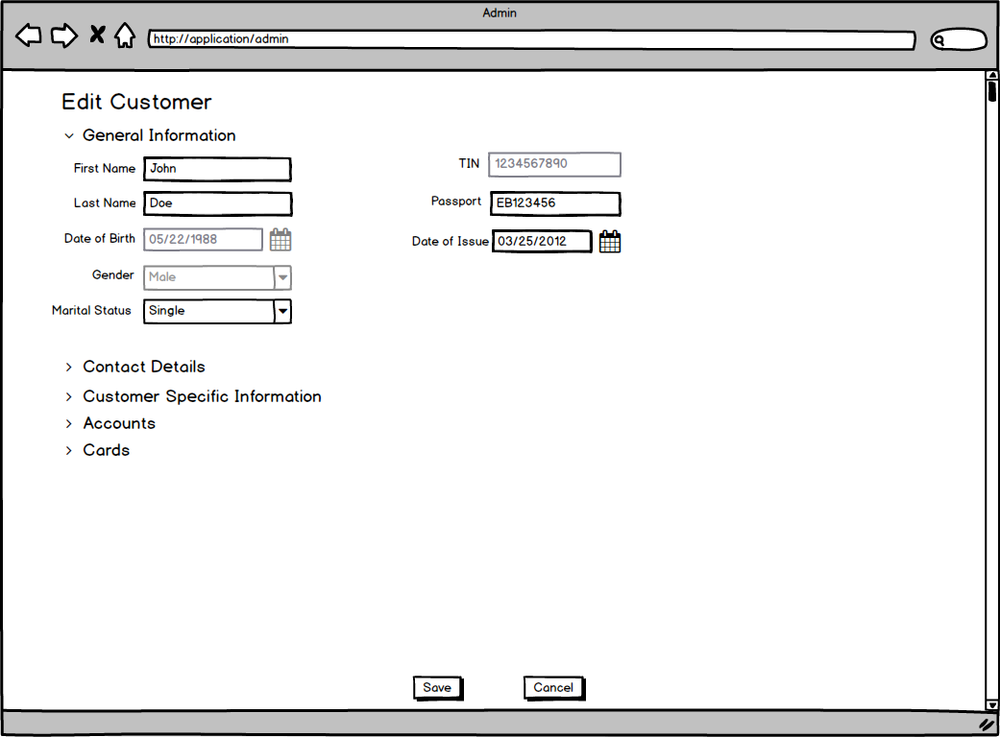 Admin
http://application/admin
Edit Customer
General Information
First Name John
TIN 1234567890
Last Name Doe
Passport EB123456
Date of Birth 05/22/1988
Date of Issue 03/25/2012
Gender Male
Marital Status Single
Contact Details
Customer Specific Information
Accounts
Cards
Save Cancel